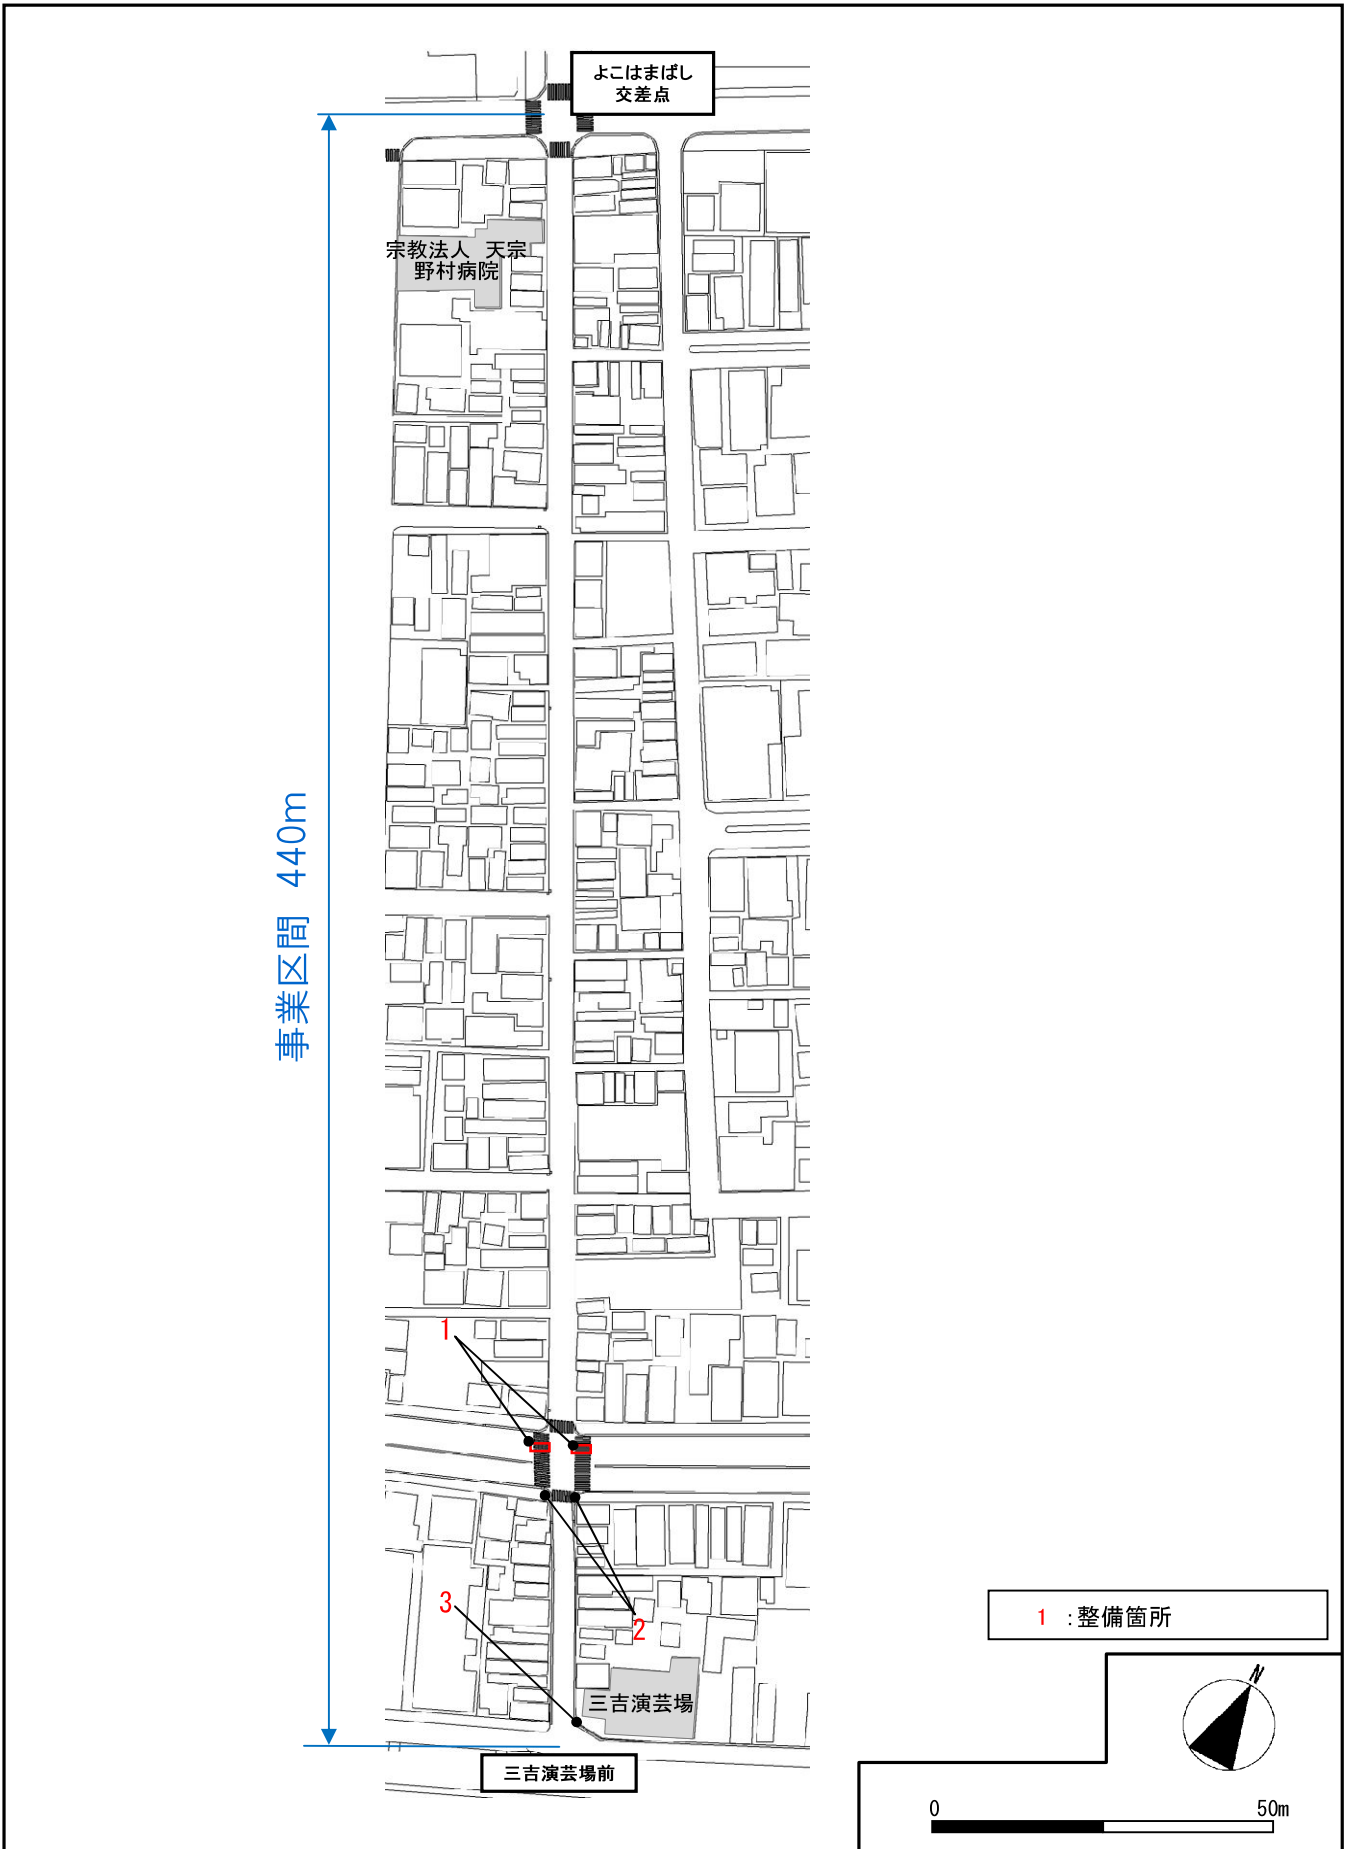 よこはまばし
交差点
宗教法人 天宗
野村病院
事業区間 440m
1
3
2
1 :整備箇所
三吉演芸場
三吉演芸場前
N
0 50m